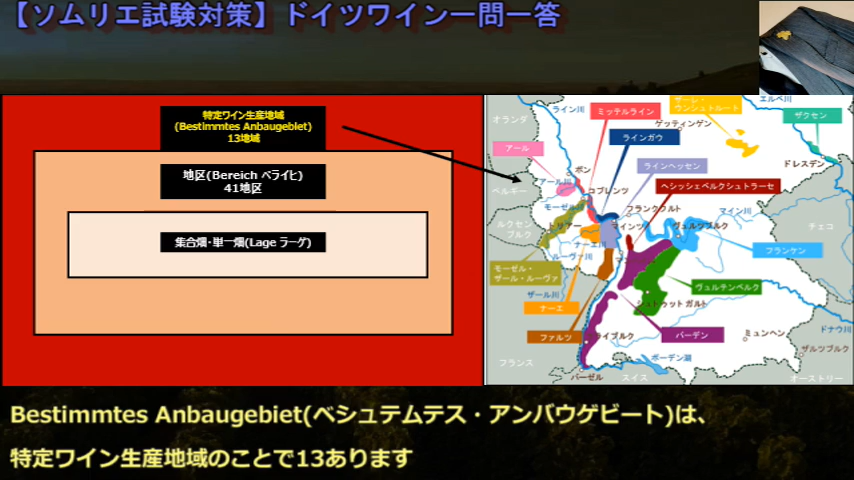 【ソムリエ試験対策】ドイツワイン一問一答
特定ワイン生産地域
(Bestimmtes Anbaugebiet)
13地域
地区(Bereich ベライヒ)
41地区
集合畑・単一畑(Lage ラーゲ)
ライン川
ミッテルライン
ザーレ・
ウンシュトルート
エルベ川
オランダ
ゲッティンゲン
ザクセン
ラインガウ
アール
ボン
ドレスデン
ラインヘッセン
アール川
コブレンツ
ヘシッシェベルクシュトラーセ
ベルギー
モーゼル川
フランクフルト
マイン川
ルクセン
ブルク
トリアー
マインツ
ヴュルツブルク
チェコ
ナーエ川
フランケン
ルーヴァ川
モーゼル・
ザール・ルーヴァ
ザール川
ヴュルテンベルク
ナーエ
シュトゥット ガルト
ドナウ川
ファルツ
バーデン
ミュンヘン
ザルツブルク
フランス
ボーデン湖
バーゼル
スイス
オーストリー
Bestimmtes Anbaugebiet(ベシュテムテス・アンバウゲビート)は、
特定ワイン生産地域のことで13あります